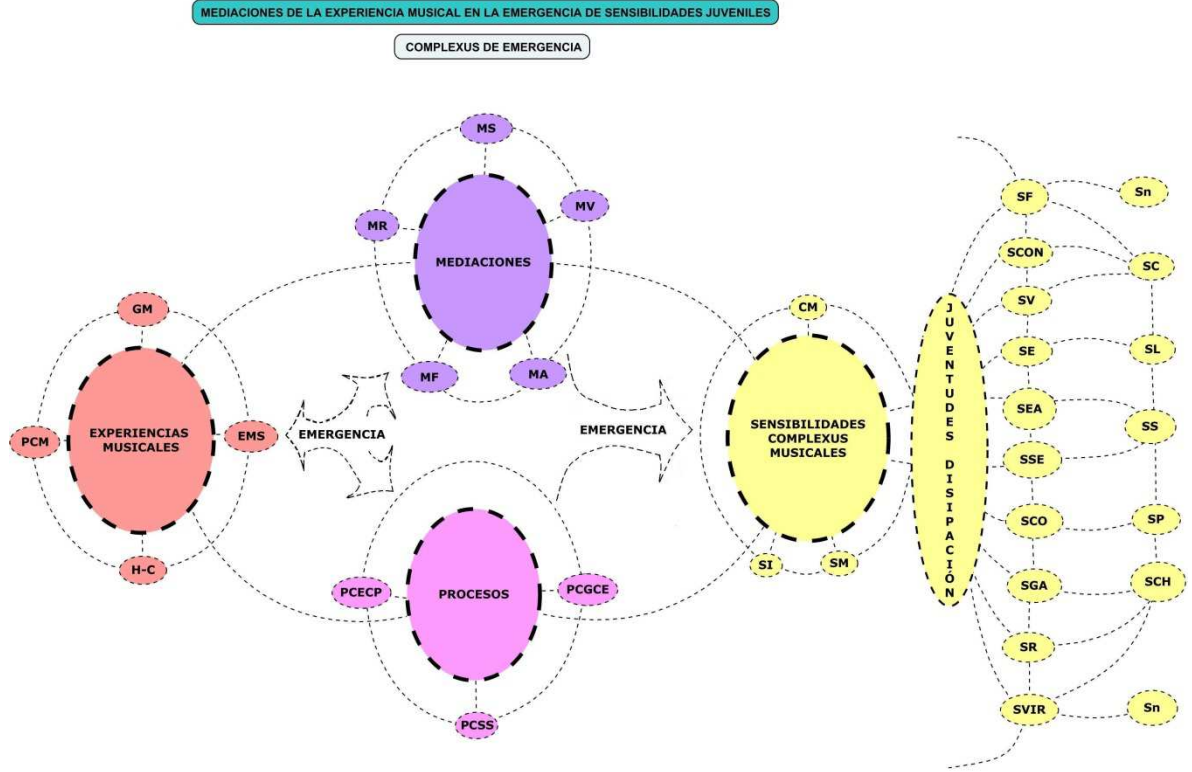 MEDIACIONES DE LA EXPERIENCIA MUSICAL EN LA EMERGENCIA DE SENSIBILIDADES JUVENILES
COMPLEXUS DE EMERGENCIA
MS
MV
MR
MEDIACIONES
MF
MA
GM
PCM
EXPERIENCIAS
MUSICALES
EMS
H-C
EMERGENCIA
EMERGENCIA
PCECP
PROCESOS
PCGCE
PCSS
CM
SENSIBILIDADES
COMPLEXUS
MUSICALES
SI
SM
JUVENTUDES DISIPACIÓN
SF
Sn
SCON
SC
SV
SE
SL
SEA
SS
SSE
SCO
SP
SGA
SCH
SR
SVIR
Sn